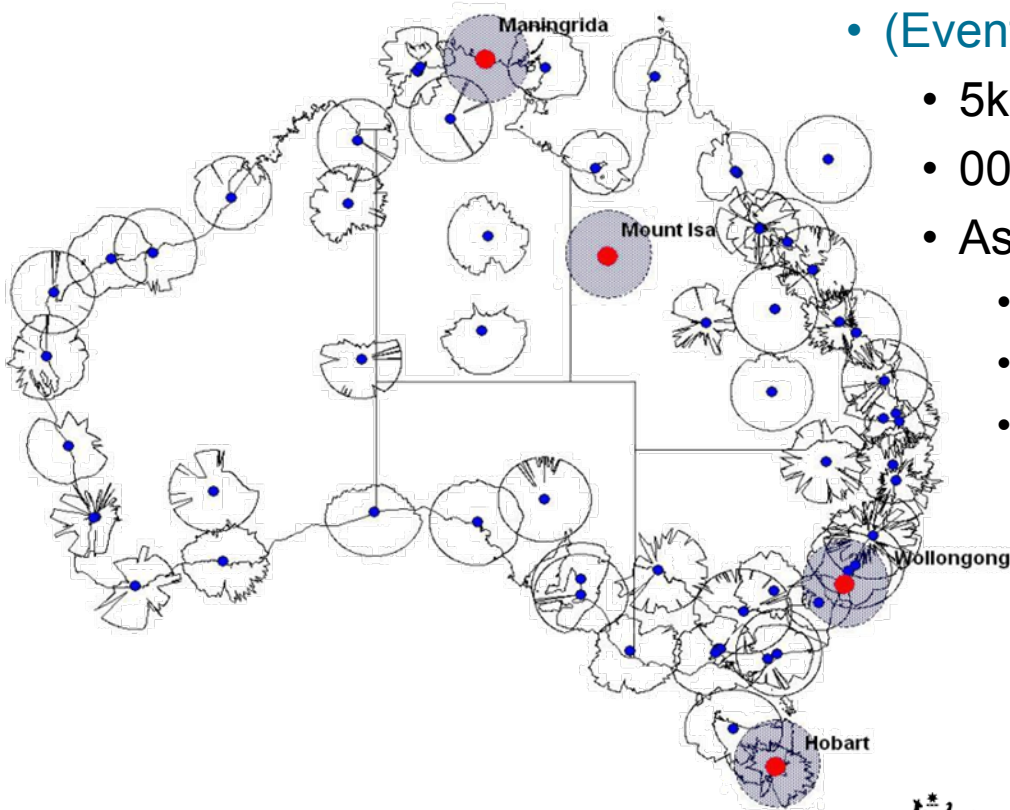 Maningrida
Mount Isa
Wollongong
Hobart
• (Even
• 5k
• 00
• As
•
•
•